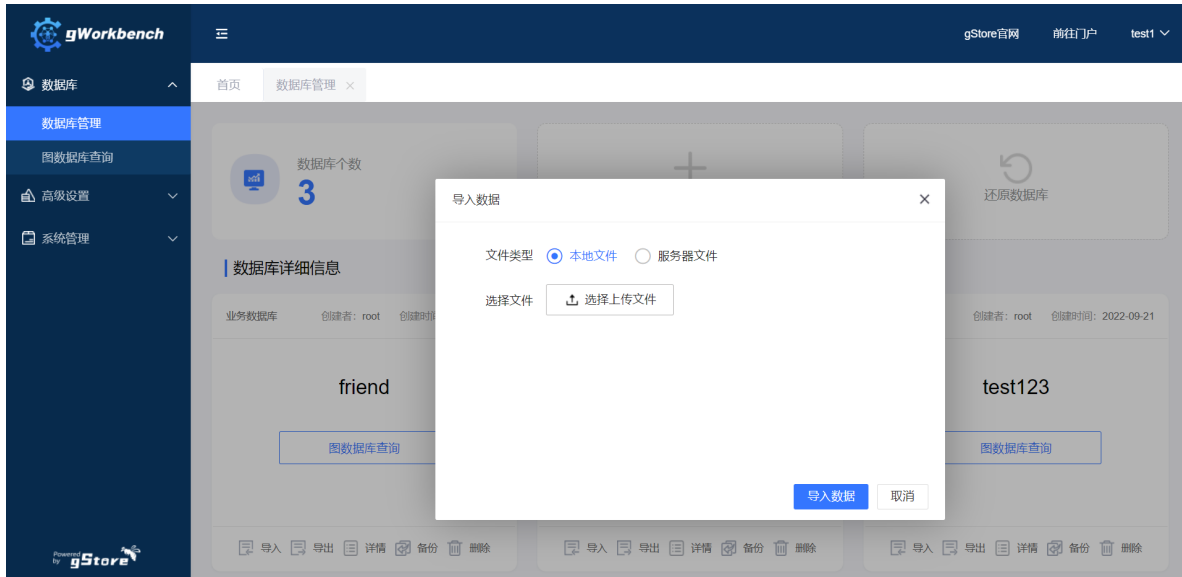 gWorkbench
gStore官网 前往门户 test1
数据库
首页 数据库管理
数据库管理
图数据库查询
高级设置
系统管理
数据库个数
3
还原数据库
导入数据
文件类型 本地文件 服务器文件
选择文件 选择上传文件
导入数据 取消
数据库详细信息
业务数据库 创建者：root 创建时间
创建者：root 创建时间：2022-09-21
friend
test123
图数据库查询
图数据库查询
导入 导出 详情 备份 删除
导入 导出 详情 备份 删除
导入 导出 详情 备份 删除
Powered by gStore